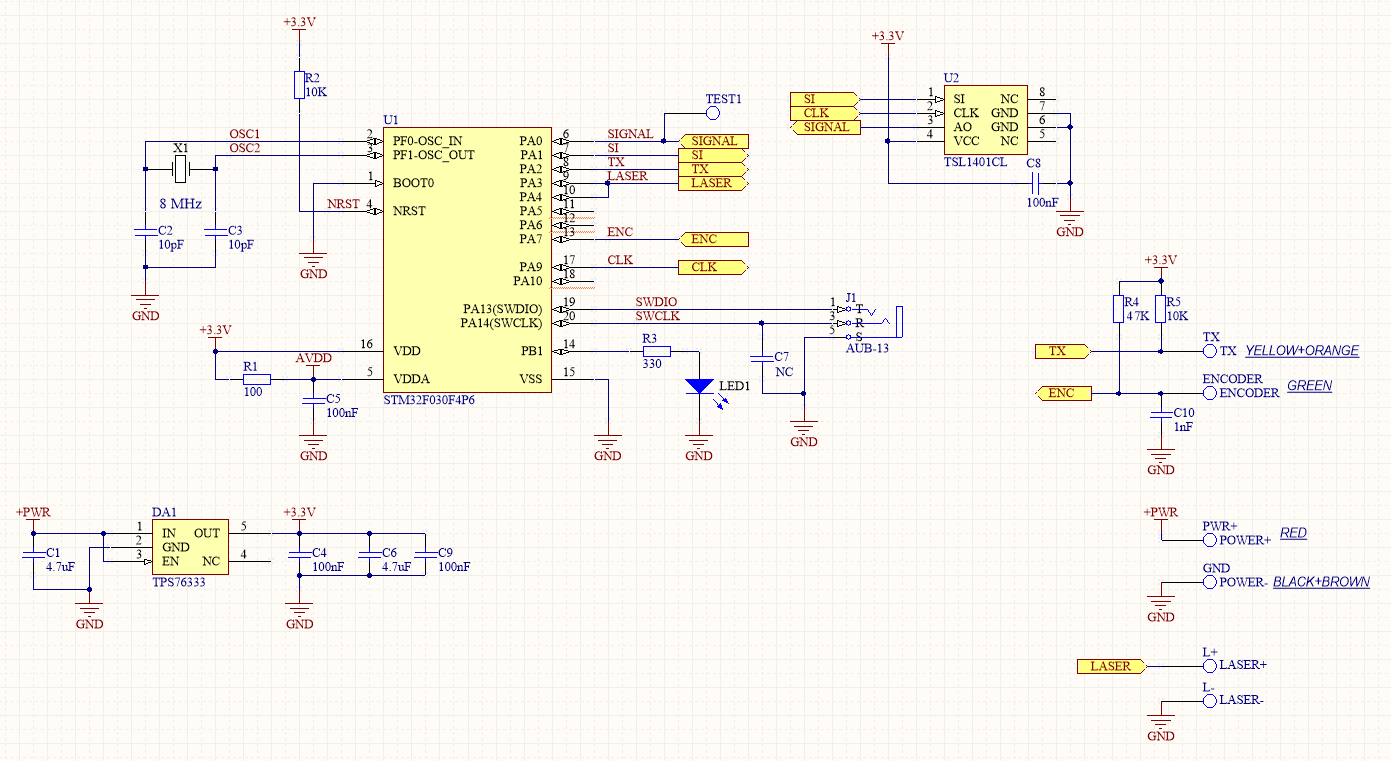 +3.3V
R2
10K
OSC1
OSC2
X1
8 MHz
C2
10pF
C3
10pF
GND
NRST
GND
U1
2 PF0-OSC_IN
3 PF1-OSC_OUT
1 BOOT0
4 NRST
16 VDD
5 VDDA
PA0 6
PA1 7
PA2 8
PA3 9
PA4 10
PA5 11
PA6 12
PA7 13
PA9 17
PA10 18
PA13(SWDIO) 19
PA14(SWCLK) 20
PB1 14
VSS 15
STM32F030F4P6
+3.3V
R1
100
AVDD
C5
100nF
GND
TEST1
SIGNAL SIGNAL
SI SI
TX TX
LASER LASER
ENC ENC
CLK CLK
SWDIO
SWCLK
R3
330
LED1
GND
GND
C7
NC
GND
J1
1 T
3 R
5 S
AUB-13
+3.3V
U2
SI 1 SI NC 8
CLK 2 CLK GND 7
SIGNAL 3 AO GND 6
4 VCC NC 5
TSL1401CL
C8
100nF
GND
+3.3V
R4
47K
R5
10K
TX
TX
TX YELLOW+ORANGE
ENC
ENCODER
ENCODER GREEN
C10
1nF
GND
+PWR
C1
4.7uF
GND
DA1
1 IN OUT 5
2 GND
3 EN NC 4
TPS76333
+3.3V
C4
100nF
C6
4.7uF
C9
100nF
GND
+PWR
PWR+
POWER+ RED
GND
POWER- BLACK+BROWN
GND
LASER
L+
LASER+
L-
LASER-
GND